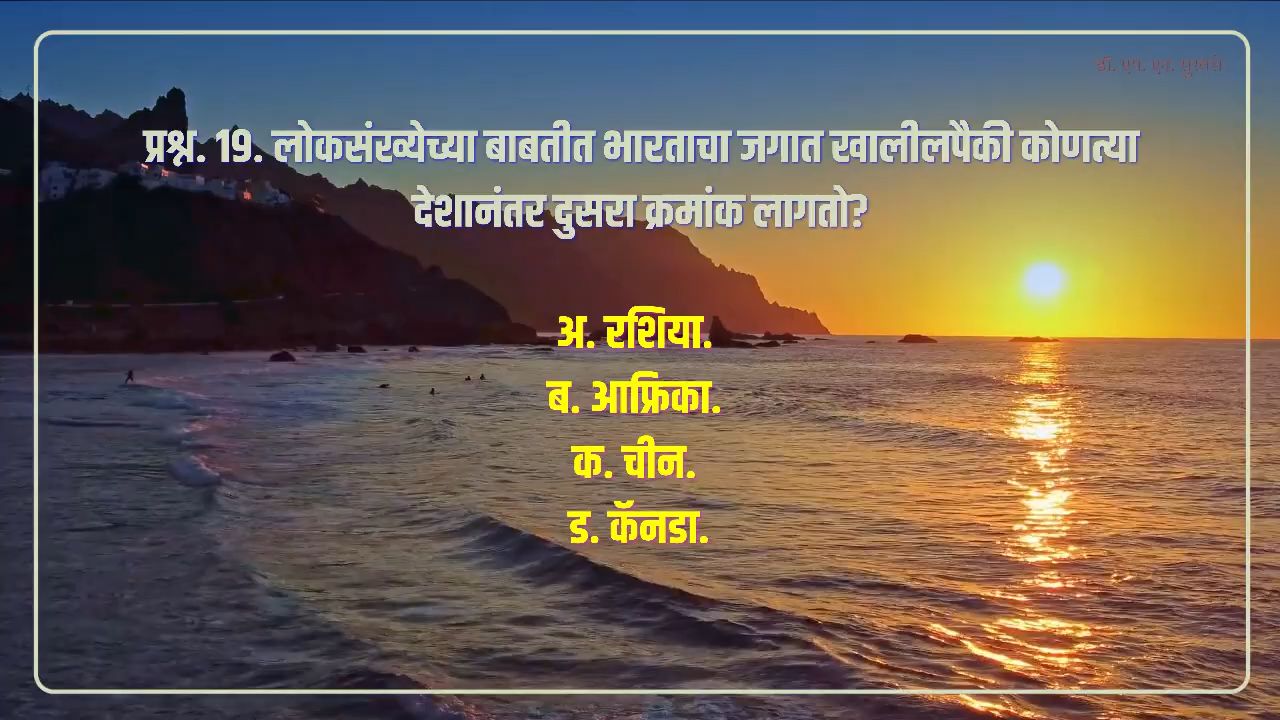 प्रश्न. 19. लोकसंख्येच्या बाबतीत भारताचा जगात खालीलपैकी कोणत्या
देशानंतर दुसरा क्रमांक लागतो?
अ. रशिया.
ब. आफ्रिका.
क. चीन.
ड. कॅनडा.